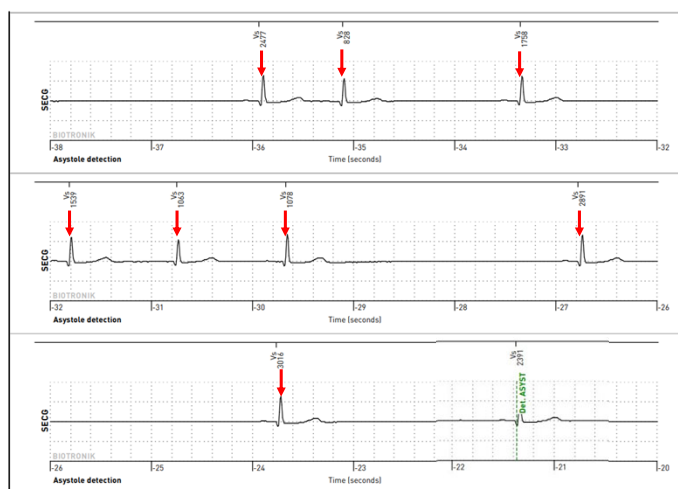 Vs 2477 Vs 828 Vs 1758
SECG
BIOTRONIK
-38 -37 -36 -35 -34 -33 -32
Asystole detection Time (seconds)
Vs 1539 Vs 1063 Vs 1078 Vs 2891
SECG
BIOTRONIK
-32 -31 -30 -29 -28 -27 -26
Asystole detection Time (seconds)
Vs 3016 Vs 2391
Det. ASYST
SECG
BIOTRONIK
-26 -25 -24 -23 -22 -21 -20
Asystole detection Time (seconds)